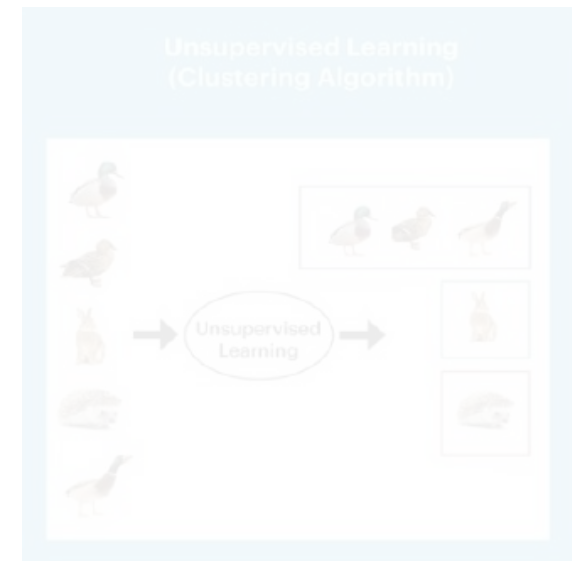 Unsupervised Learning
(Clustering Algorithm)
Unsupervised
Learning